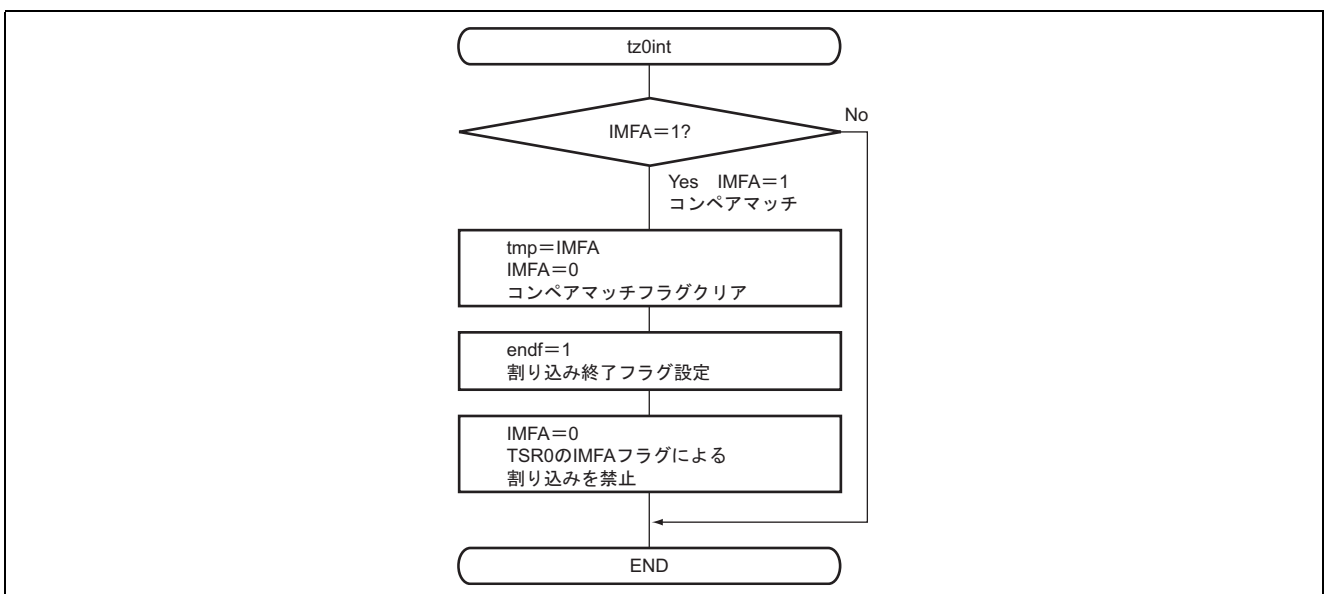 tz0int
IMFA＝1?
No
Yes　IMFA＝1
コンペアマッチ
tmp＝IMFA
IMFA＝0
コンペアマッチフラグクリア
endf＝1
割り込み終了フラグ設定
IMFA＝0
TSR0のIMFAフラグによる
割り込みを禁止
END